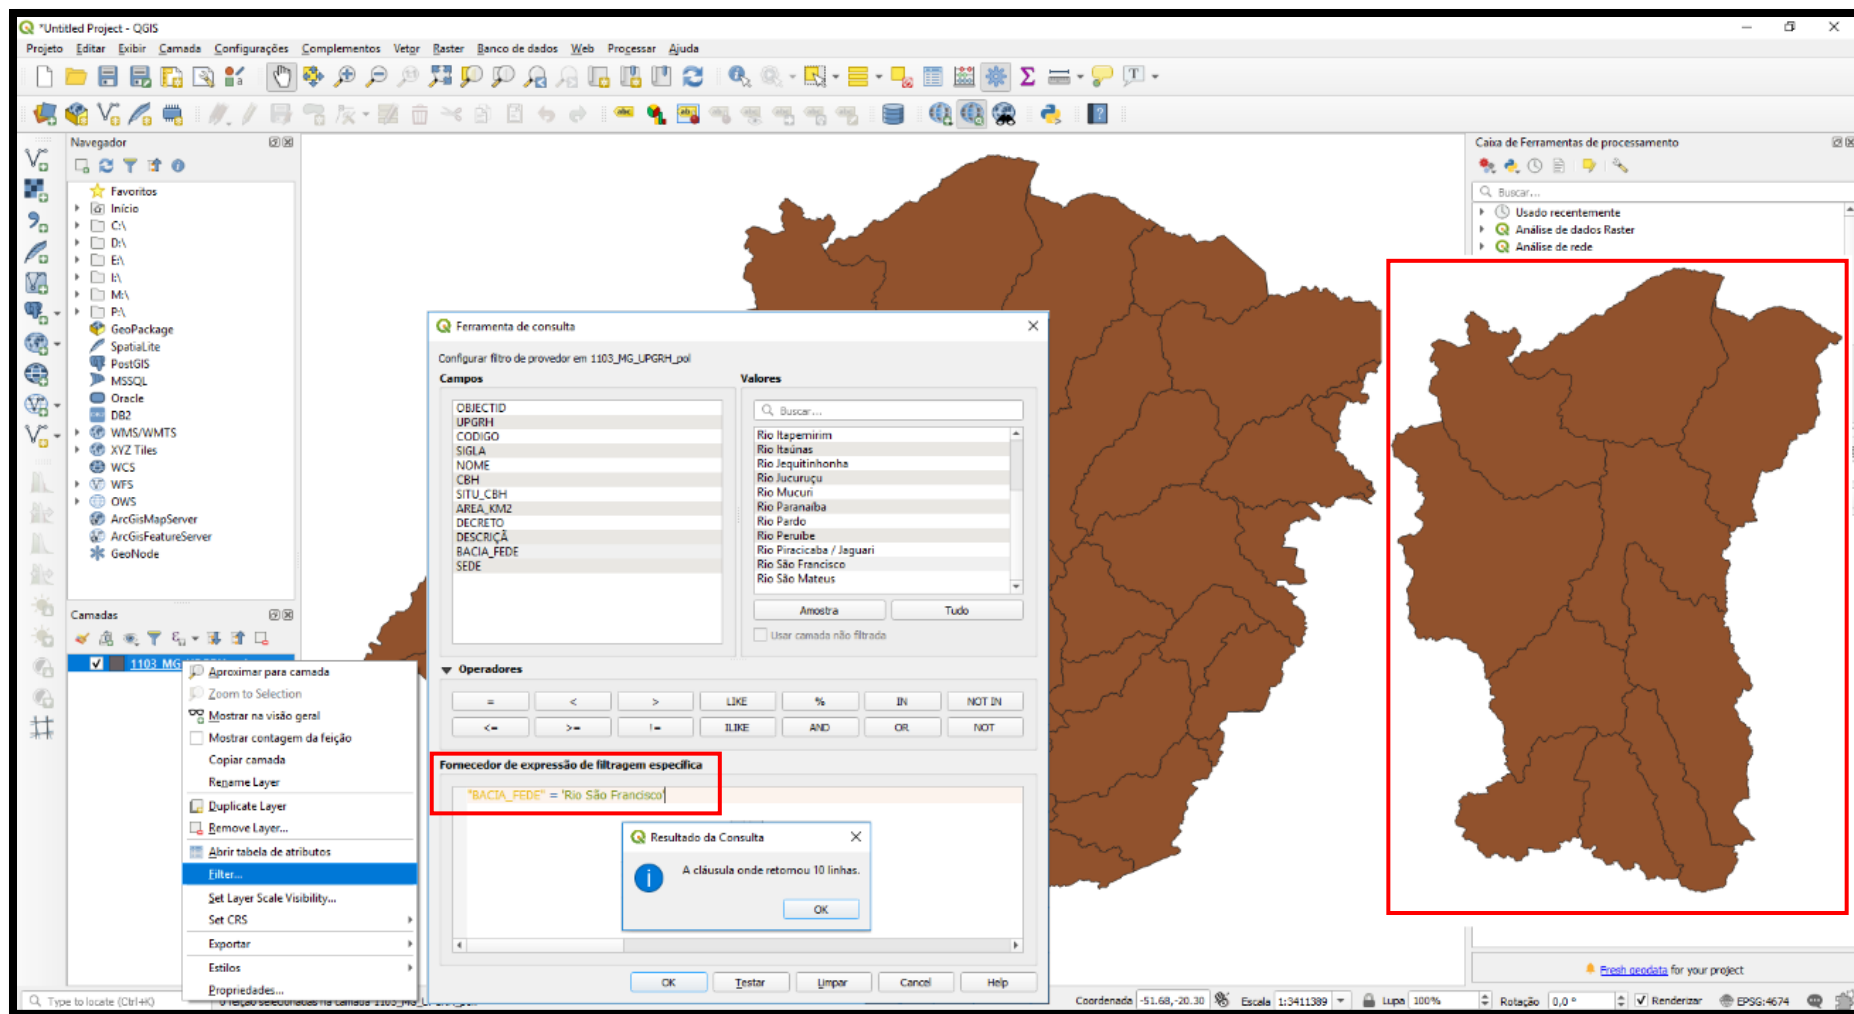 *Untitled Project - QGIS
Projeto Editar Exibir Camada Configurações Complementos Vetor Raster Banco de dados Web Processar Ajuda
Navegador
Favoritos
Início
C:\
D:\
E:\
I:\
M:\
P:\
GeoPackage
SpatiaLite
PostGIS
MSSQL
Oracle
DB2
WMS/WMTS
XYZ Tiles
WCS
WFS
OWS
ArcGisMapServer
ArcGisFeatureServer
GeoNode
Camadas
1103_MG
Aproximar para camada
Zoom to Selection
Mostrar na visão geral
Mostrar contagem da feição
Copiar camada
Rename Layer
Duplicate Layer
Remove Layer...
Abrir tabela de atributos
Filter...
Set Layer Scale Visibility...
Set CRS
Exportar
Estilos
Propriedades...
Ferramenta de consulta
Configurar filtro de provedor em 1103_MG_UPGRH_pol
Campos
OBJECTID
UPGRH
CODIGO
SIGLA
NOME
CBH
SITU_CBH
AREA_KM2
DECRETO
DESCRIÇÃ
BACIA_FEDE
SEDE
Valores
Buscar...
Rio Itapemirim
Rio Itaúnas
Rio Jequitinhonha
Rio Jucuruçu
Rio Mucuri
Rio Paranaíba
Rio Pardo
Rio Peruíbe
Rio Piracicaba / Jaguari
Rio São Francisco
Rio São Mateus
Amostra Tudo
Usar camada não filtrada
Operadores
= < > LIKE % IN NOT IN
<= >= != ILIKE AND OR NOT
Fornecedor de expressão de filtragem específica
"BACIA_FEDE" = 'Rio São Francisco'
Resultado da Consulta
A cláusula onde retornou 10 linhas.
OK
OK Testar Limpar Cancel Help
Caixa de Ferramentas de processamento
Buscar...
Usado recentemente
Análise de dados Raster
Análise de rede
Fresh geodata for your project
Type to locate (Ctrl+K)
0 feição selecionadas na camada 1103_MG_
Coordenada -51.68,-20.30 Escala 1:3411389 Lupa 100% Rotação 0,0 ° Renderizar EPSG:4674